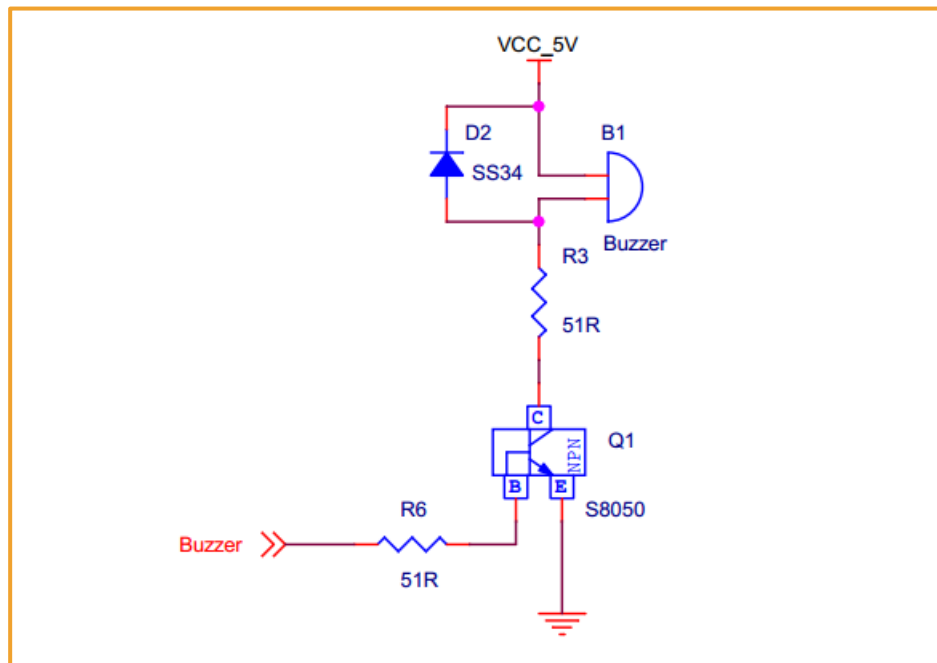 VCC_5V
D2
B1
SS34
Buzzer
R3
51R
C
Q1
NPN
B
E
S8050
R6
Buzzer
51R